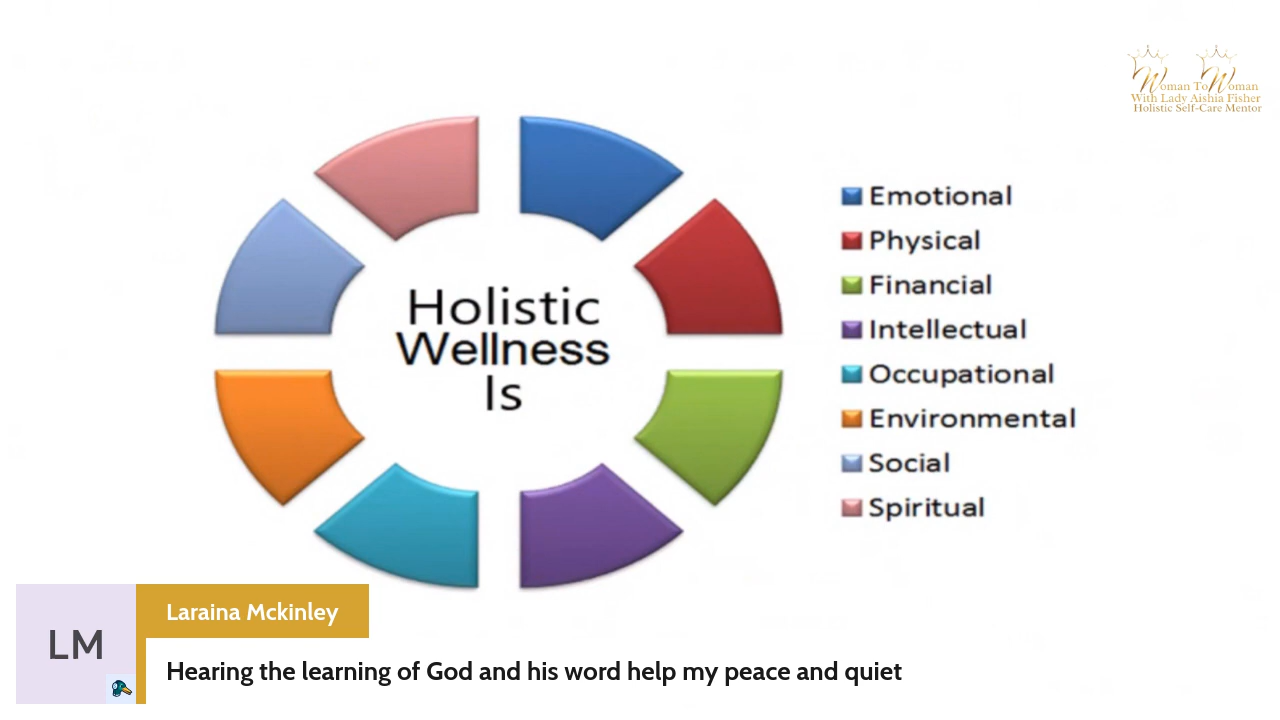 Woman To Woman
With Lady Aishia Fisher
Holistic Self-Care Mentor
Holistic
Wellness
Is
Emotional
Physical
Financial
Intellectual
Occupational
Environmental
Social
Spiritual
LM
Laraina Mckinley
Hearing the learning of God and his word help my peace and quiet